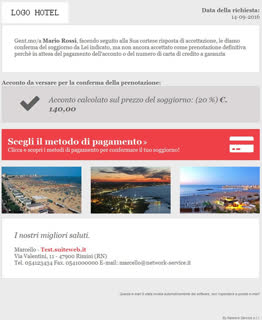 LOGO HOTEL
Data della richiesta:
14-09-2016
Gent.mo/a Mario Rossi, facendo seguito alla Sua cortese risposta di accettazione, le diamo
conferma del soggiorno da Lei indicato, ma non ancora accettato come prenotazione definitiva
perché in attesa del pagamento dell'acconto o del numero di carta di credito a garanzia
Acconto da versare per la conferma della prenotazione:
Acconto calcolato sul prezzo del soggiorno: (20 %) €.
140,00
Scegli il metodo di pagamento »
Clicca e scopri i metodi di pagamento per confermare il tuo soggiorno!
I nostri migliori saluti.
Marcello - Test.suiteweb.it
Via Valentini, 11 - 47900 Rimini (RN)
Tel. 054123434 Fax. 0541000000 E-mail: marcello@network-service.it
Questa e-mail è stata inviata automaticamente dal software, non rispondere a questa e-mail!
By Network Service s.r.l.